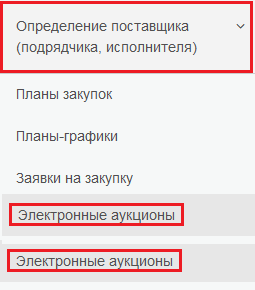 Определение поставщика
(подрядчика, исполнителя)
Планы закупок
Планы-графики
Заявки на закупку
Электронные аукционы
Электронные аукционы